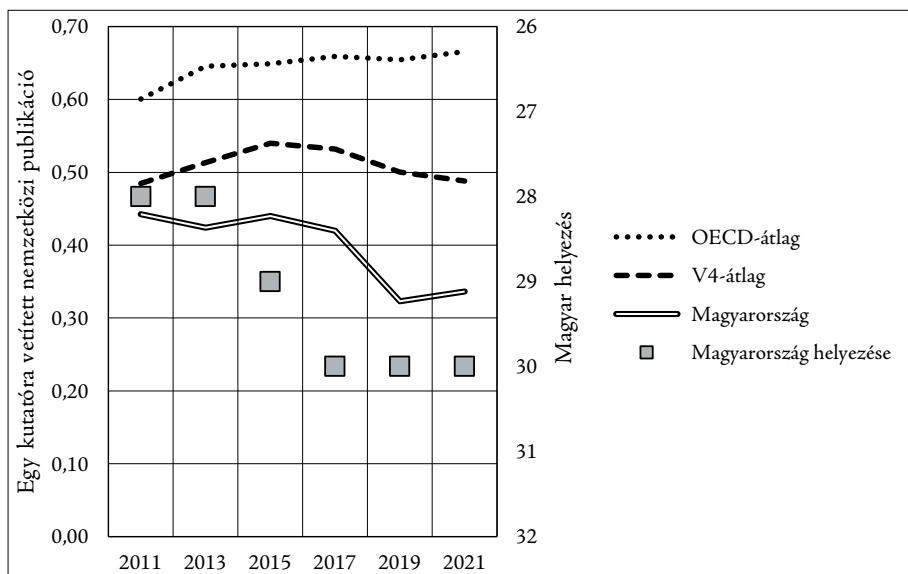 Egy kutatóra vetített nemzetközi publikáció
0,70
0,60
0,50
0,40
0,30
0,20
0,10
0,00
2011 2013 2015 2017 2019 2021
26
27
28
29
30
31
32
Magyar helyezés
OECD-átlag
V4-átlag
Magyarország
Magyarország helyezése